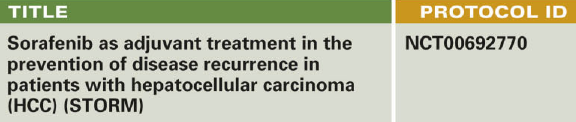 TITLE
PROTOCOL ID
Sorafenib as adjuvant treatment in the
NCT00692770
prevention of disease recurrence in
patients with hepatocellular carcinoma
(HCC) (STORM)